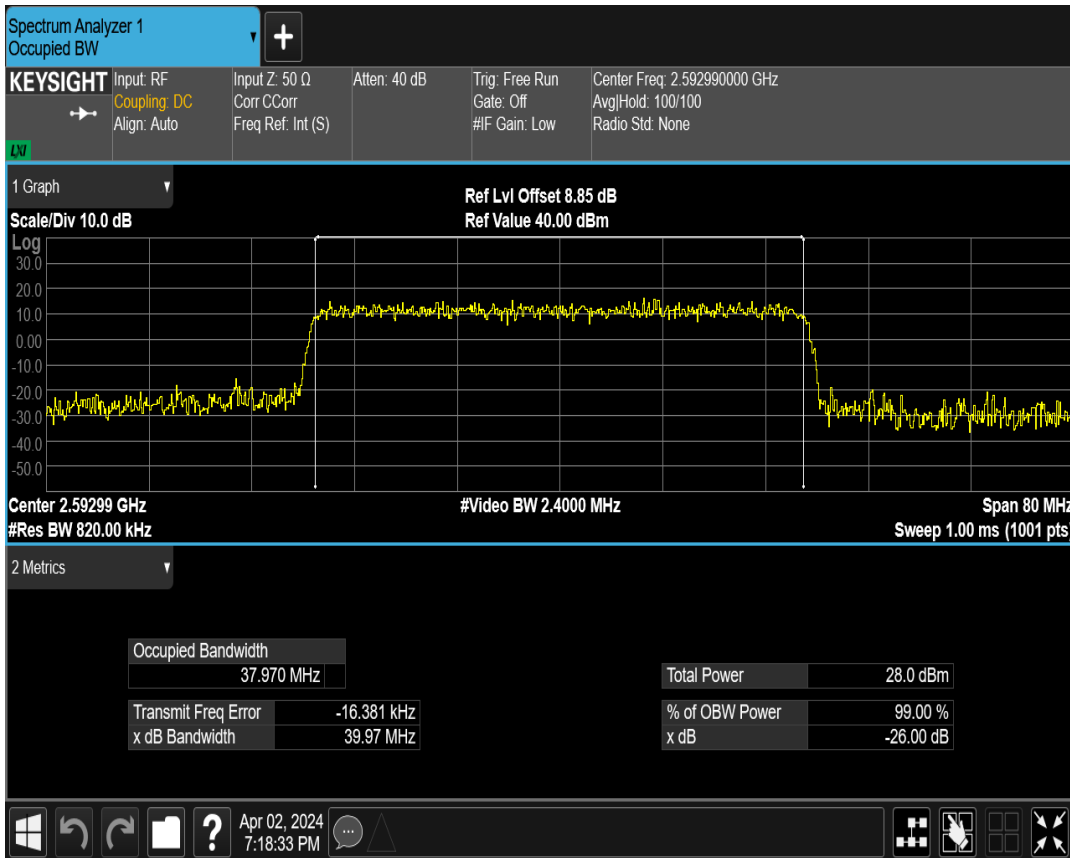 Spectrum Analyzer 1
Occupied BW
KEYSIGHT
LXI
Input: RF
Coupling: DC
Align: Auto
Input Z: 50 Ω
Corr CCorr
Freq Ref: Int (S)
Atten: 40 dB
Trig: Free Run
Gate: Off
#IF Gain: Low
Center Freq: 2.592990000 GHz
Avg|Hold: 100/100
Radio Std: None
1 Graph
Scale/Div 10.0 dB
Ref Lvl Offset 8.85 dB
Ref Value 40.00 dBm
Log
30.0
20.0
10.0
0.00
-10.0
-20.0
-30.0
-40.0
-50.0
Center 2.59299 GHz
#Video BW 2.4000 MHz
Span 80 MHz
#Res BW 820.00 kHz
Sweep 1.00 ms (1001 pts)
2 Metrics
Occupied Bandwidth
37.970 MHz
Total Power 28.0 dBm
Transmit Freq Error -16.381 kHz
% of OBW Power 99.00 %
x dB Bandwidth 39.97 MHz
x dB -26.00 dB
Apr 02, 2024
7:18:33 PM